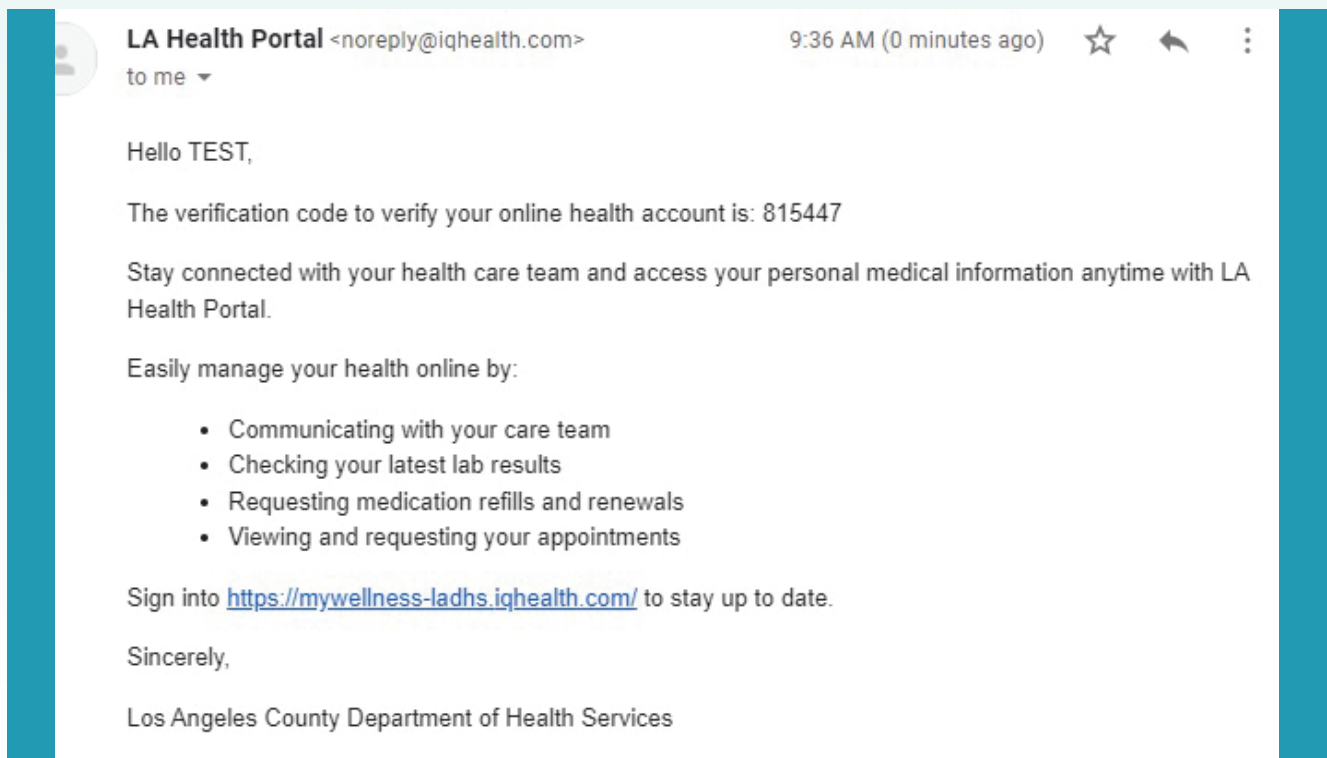 LA Health Portal <noreply@iqhealth.com> 9:36 AM (0 minutes ago)
to me
Hello TEST,
The verification code to verify your online health account is: 815447
Stay connected with your health care team and access your personal medical information anytime with LA
Health Portal.
Easily manage your health online by:
• Communicating with your care team
• Checking your latest lab results
• Requesting medication refills and renewals
• Viewing and requesting your appointments
Sign into https://mywellness-ladhs.iqhealth.com/ to stay up to date.
Sincerely,
Los Angeles County Department of Health Services